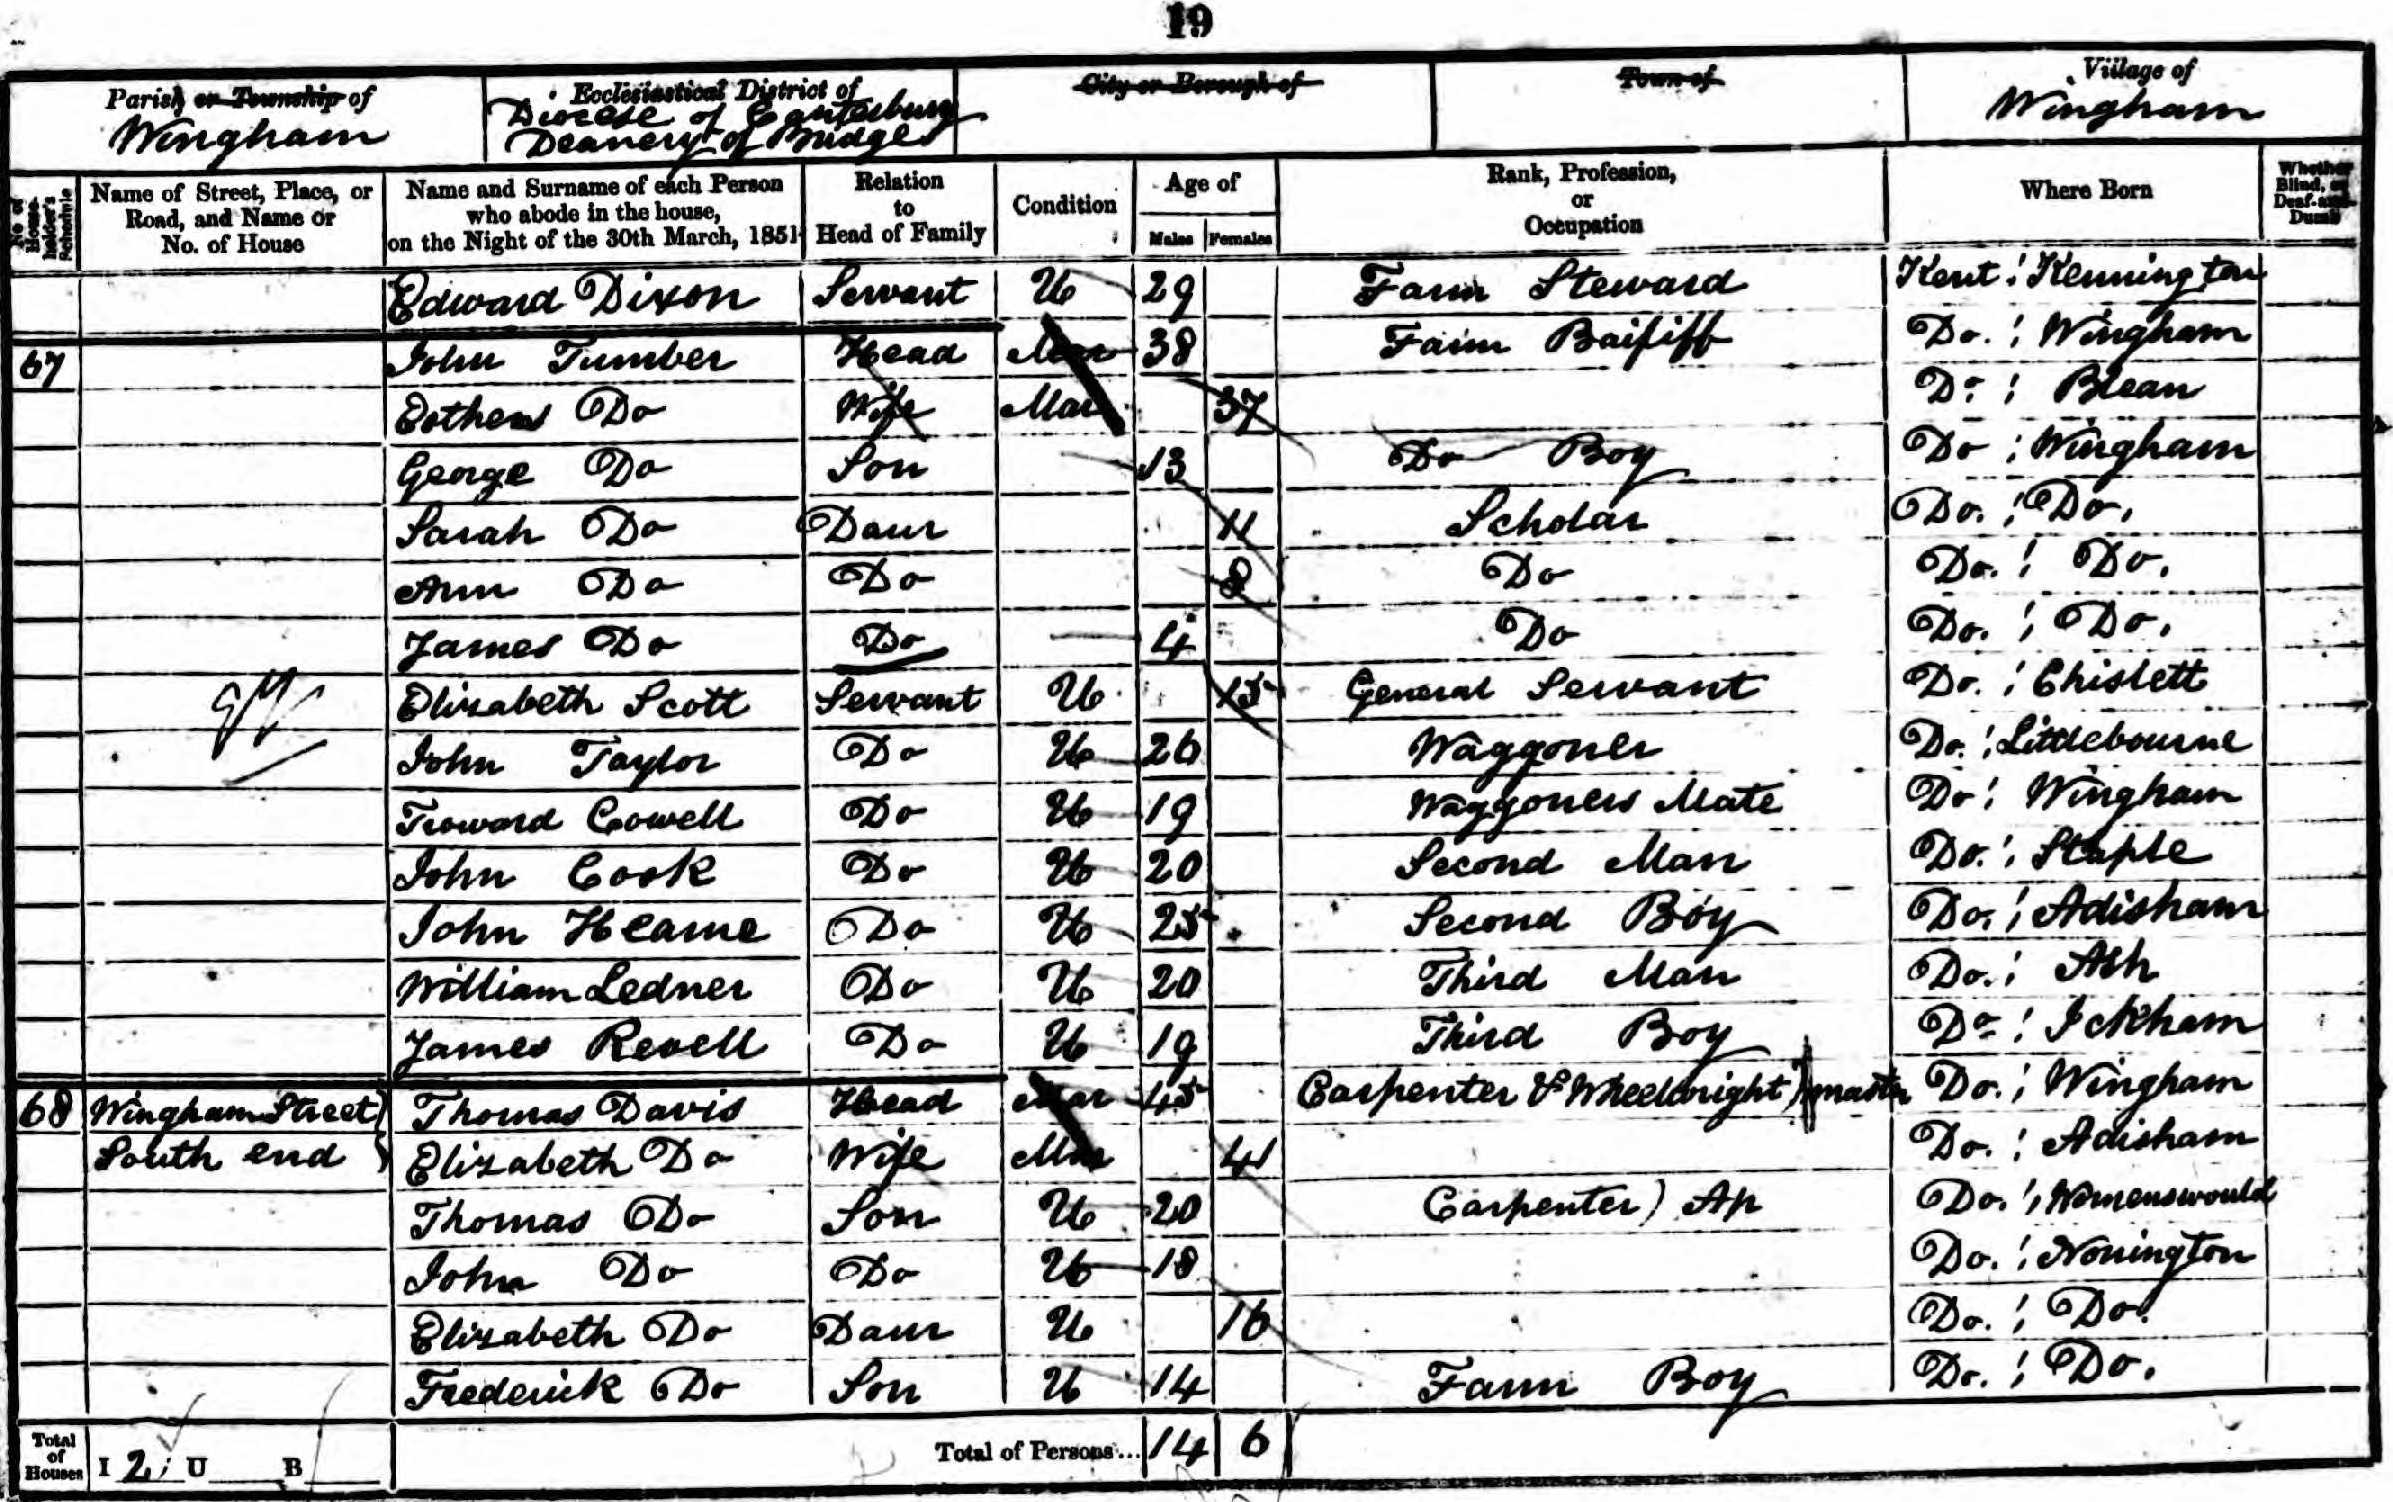 19
Parish or Township of
Wingham
Ecclesiastical District of
Diocese of Canterbury
Deanery of Bridge
City or Borough of
Town of
Village of
Wingham
No of House-holder's Schedule
Name of Street, Place, or Road, and Name or No. of House
Name and Surname of each Person who abode in the house, on the Night of the 30th March, 1851
Relation to Head of Family
Condition
Age of
Males Females
Rank, Profession, or Occupation
Where Born
Whether Blind, or Deaf-and-Dumb
Edward Dixon Servant U 29 Farm Steward Kent Kennington
67 John Tumber Head Mar 38 Farm Bailiff Do. Wingham
Esther Do Wife Mar 37 Do Blean
George Do Son 13 Do Boy Do Wingham
Sarah Do Daur 11 Scholar Do. Do.
Ann Do Do 8 Do Do. Do.
James Do Do 4 Do Do. Do.
Elizabeth Scott Servant U 15 General Servant Do. Chislett
John Taylor Do U 26 Waggoner Do. Littlebourne
Troward Cowell Do U 19 Waggoners Mate Do Wingham
John Cook Do U 20 Second Man Do. Staple
John Hearne Do U 25 Second Boy Do. Adisham
William Ledner Do U 20 Third Man Do. Ash
James Revell Do U 19 Third Boy Do Ickham
68 Wingham Street Thomas Davis Head Mar 45 Carpenter & Wheelwright) master Do. Wingham
South end Elizabeth Do Wife Mar 41 Do. Adisham
Thomas Do Son U 20 Carpenter) Ap Do. Womenswould
John Do Do U 18 Do. Nonington
Elizabeth Do Daur U 16 Do. Do.
Frederick Do Son U 14 Farm Boy Do. Do.
Total of Houses I 2 U B Total of Persons... 14 6